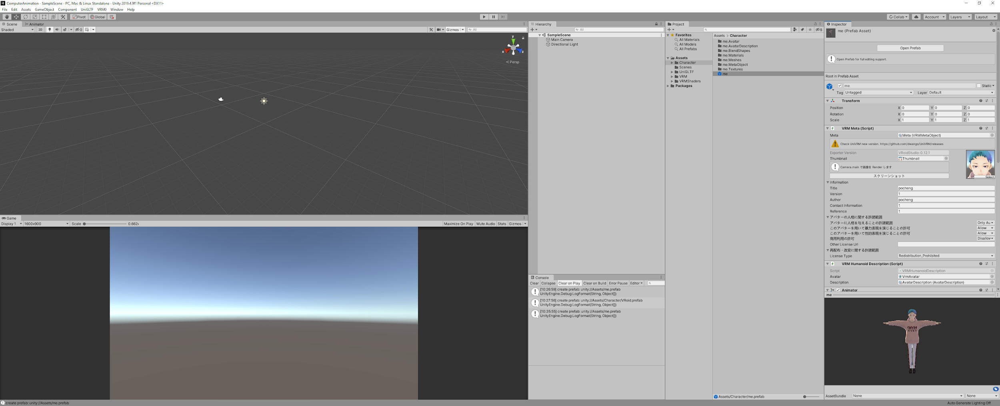 ComputerAnimation - SampleScene - PC, Mac & Linux Standalone - Unity 2019.4.9f1 Personal <DX11>
File Edit Assets GameObject Component UniGLTF VRM0 Window Help
Pivot Global
Collab Account Layers Layout
Scene Animator
Shaded 2D 0 Gizmos All
y
x z
Persp
Game
Display 1 1600x900 Scale 0.662x Maximize On Play Mute Audio Stats Gizmos
Hierarchy
All
SampleScene
Main Camera
Directional Light
Console
Clear Collapse Clear on Play Clear on Build Error Pause Editor
[10:26:59] create prefab: unity://Assets/me.prefab
UnityEngine.Debug:LogFormat(String, Object[])
[10:27:56] create prefab: unity://Assets/Character/VRoid.prefab
UnityEngine.Debug:LogFormat(String, Object[])
[10:35:55] create prefab: unity://Assets/me.prefab
UnityEngine.Debug:LogFormat(String, Object[])
Project
8
Favorites
All Materials
All Models
All Prefabs
Assets
Character
Scenes
UniGLTF
VRM
VRMShaders
Packages
Assets > Character
me.Avatar
me.AvatarDescription
me.BlendShapes
me.Materials
me.Meshes
me.MetaObject
me.Textures
me
Assets/Character/me.prefab
Inspector
me (Prefab Asset)
Open Prefab
Open Prefab for full editing support.
Root in Prefab Asset
me Static
Tag Untagged Layer Default
Transform
Position X 0 Y 0 Z 0
Rotation X 0 Y 0 Z 0
Scale X 1 Y 1 Z 1
VRM Meta (Script)
Meta Meta (VRMMetaObject)
Check UniVRM new version. https://github.com/dwango/UniVRM/releases
Exporter Version VRoidStudio-0.12.1
Thumbnail Thumbnail
Camera.main で画像を Render します
スクリーンショット
Select
Information
Title pocheng
Version 1
Author pocheng
Contact Information 1
Reference 1
アバターの人格に関する許諾範囲
アバターに人格を与えることの許諾範囲 Only Au
このアバターを用いて暴力表現を演じることの許可 Allow
このアバターを用いて性的表現を演じることの許可 Allow
商用利用の許可 Disallov
Other License Url
再配布・改変に関する許諾範囲
License Type Redistribution_Prohibited
VRM Humanoid Description (Script)
Script VRMHumanoidDescription
Avatar VrmAvatar
Description AvatarDescription (AvatarDescription)
Animator
me
2021
AssetBundle None None
create prefab: unity://Assets/me.prefab
Auto Generate Lighting Off